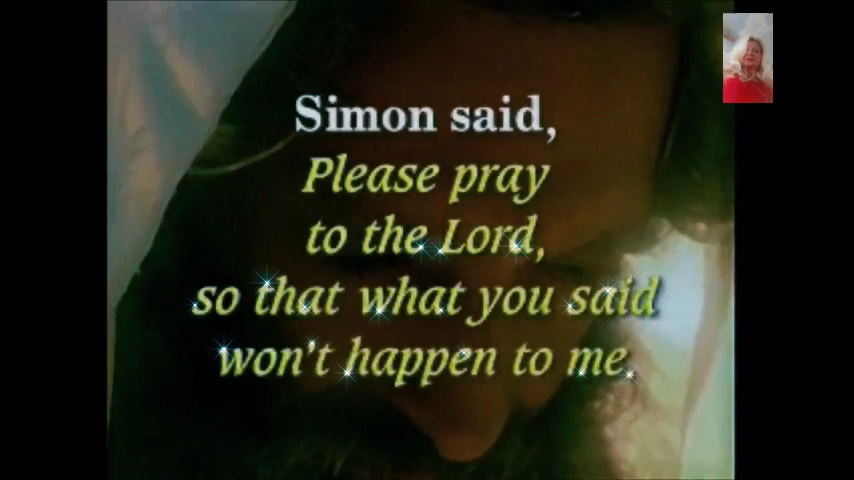 Simon said,
Please pray
to the Lord,
so that what you said
won't happen to me.